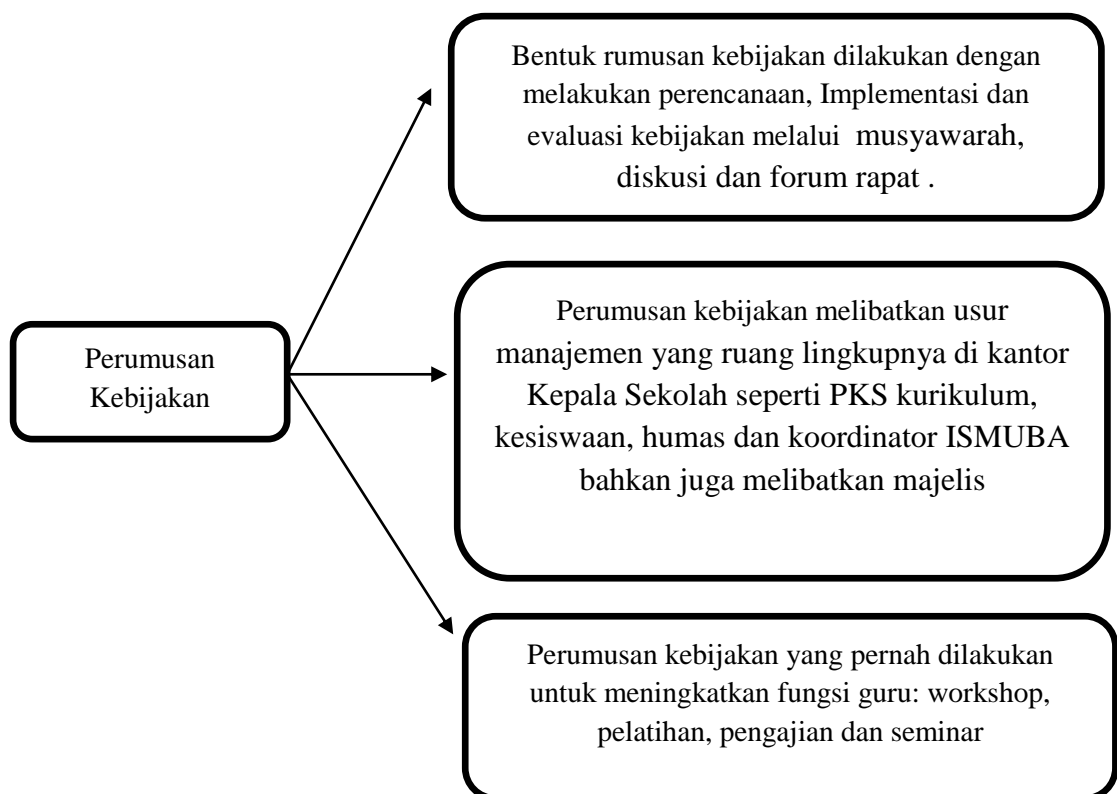 Bentuk rumusan kebijakan dilakukan dengan
melakukan perencanaan, Implementasi dan
evaluasi kebijakan melalui musyawarah,
diskusi dan forum rapat .
Perumusan
Kebijakan
Perumusan kebijakan melibatkan usur
manajemen yang ruang lingkupnya di kantor
Kepala Sekolah seperti PKS kurikulum,
kesiswaan, humas dan koordinator ISMUBA
bahkan juga melibatkan majelis
Perumusan kebijakan yang pernah dilakukan
untuk meningkatkan fungsi guru: workshop,
pelatihan, pengajian dan seminar